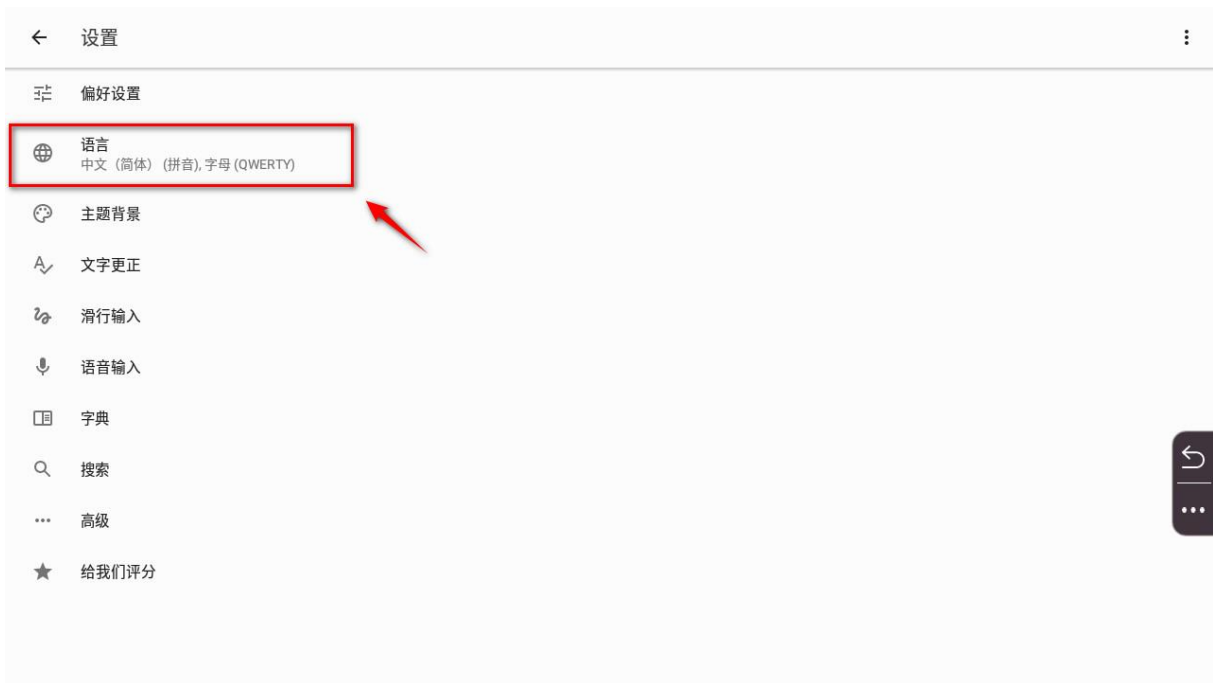 设置
偏好设置
语言
中文（简体） (拼音), 字母 (QWERTY)
主题背景
文字更正
滑行输入
语音输入
字典
搜索
高级
给我们评分